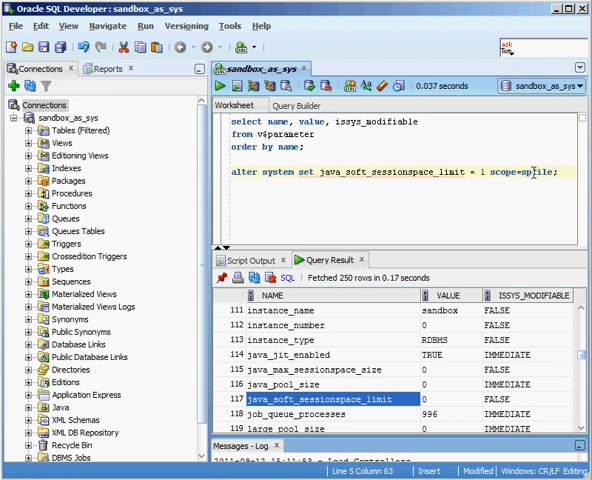 Oracle SQL Developer: sandbox_as_sys
File Edit View Navigate Run Versioning Tools Help
ask
Tom
Connections
Reports
Connections
sandbox_as_sys
Tables (Filtered)
Views
Editioning Views
Indexes
Packages
Procedures
Functions
Queues
Queues Tables
Triggers
Crossedition Triggers
Types
Sequences
Materialized Views
Materialized Views Logs
Synonyms
Public Synonyms
Database Links
Public Database Links
Directories
Editions
Application Express
Java
XML Schemas
XML DB Repository
Recycle Bin
DBMS Jobs
sandbox_as_sys
SQL
Aa
0.037 seconds
sandbox_as_sys
Worksheet Query Builder
select name, value, issys_modifiable
from v$parameter
order by name;
alter system set java_soft_sessionspace_limit = 1 scope=spfile;
Script Output
Query Result
SQL Fetched 250 rows in 0.17 seconds
NAME VALUE ISSYS_MODIFIABLE
111 instance_name sandbox FALSE
112 instance_number 0 FALSE
113 instance_type RDBMS FALSE
114 java_jit_enabled TRUE IMMEDIATE
115 java_max_sessionspace_size 0 FALSE
116 java_pool_size 0 IMMEDIATE
117 java_soft_sessionspace_limit 0 FALSE
118 job_queue_processes 996 IMMEDIATE
119 large_pool_size 0 IMMEDIATE
Messages - Log
Line 5 Column 63 Insert Modified Windows: CR/LF Editing